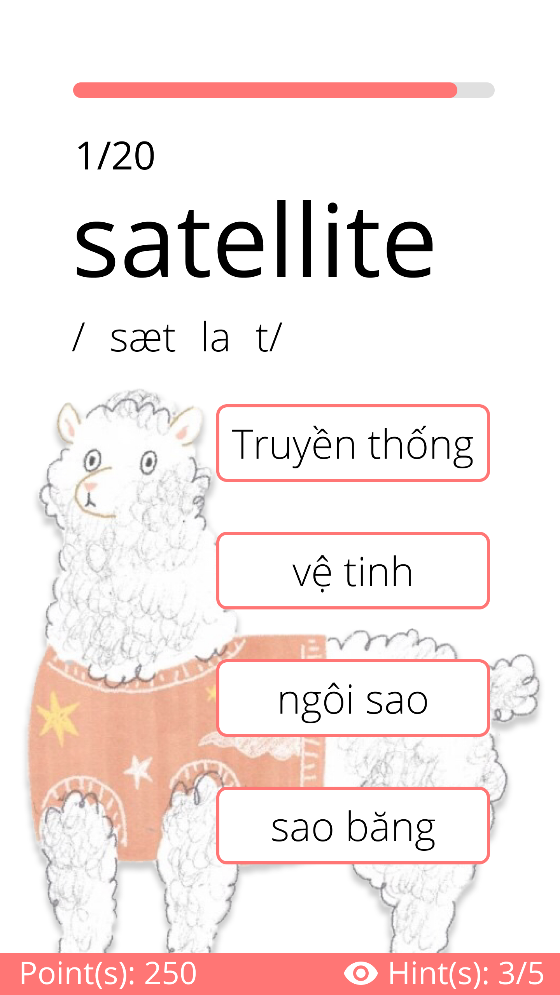 1/20
satellite
/ sæt la t/
Truyền thống
vệ tinh
ngôi sao
sao băng
Point(s): 250
Hint(s): 3/5